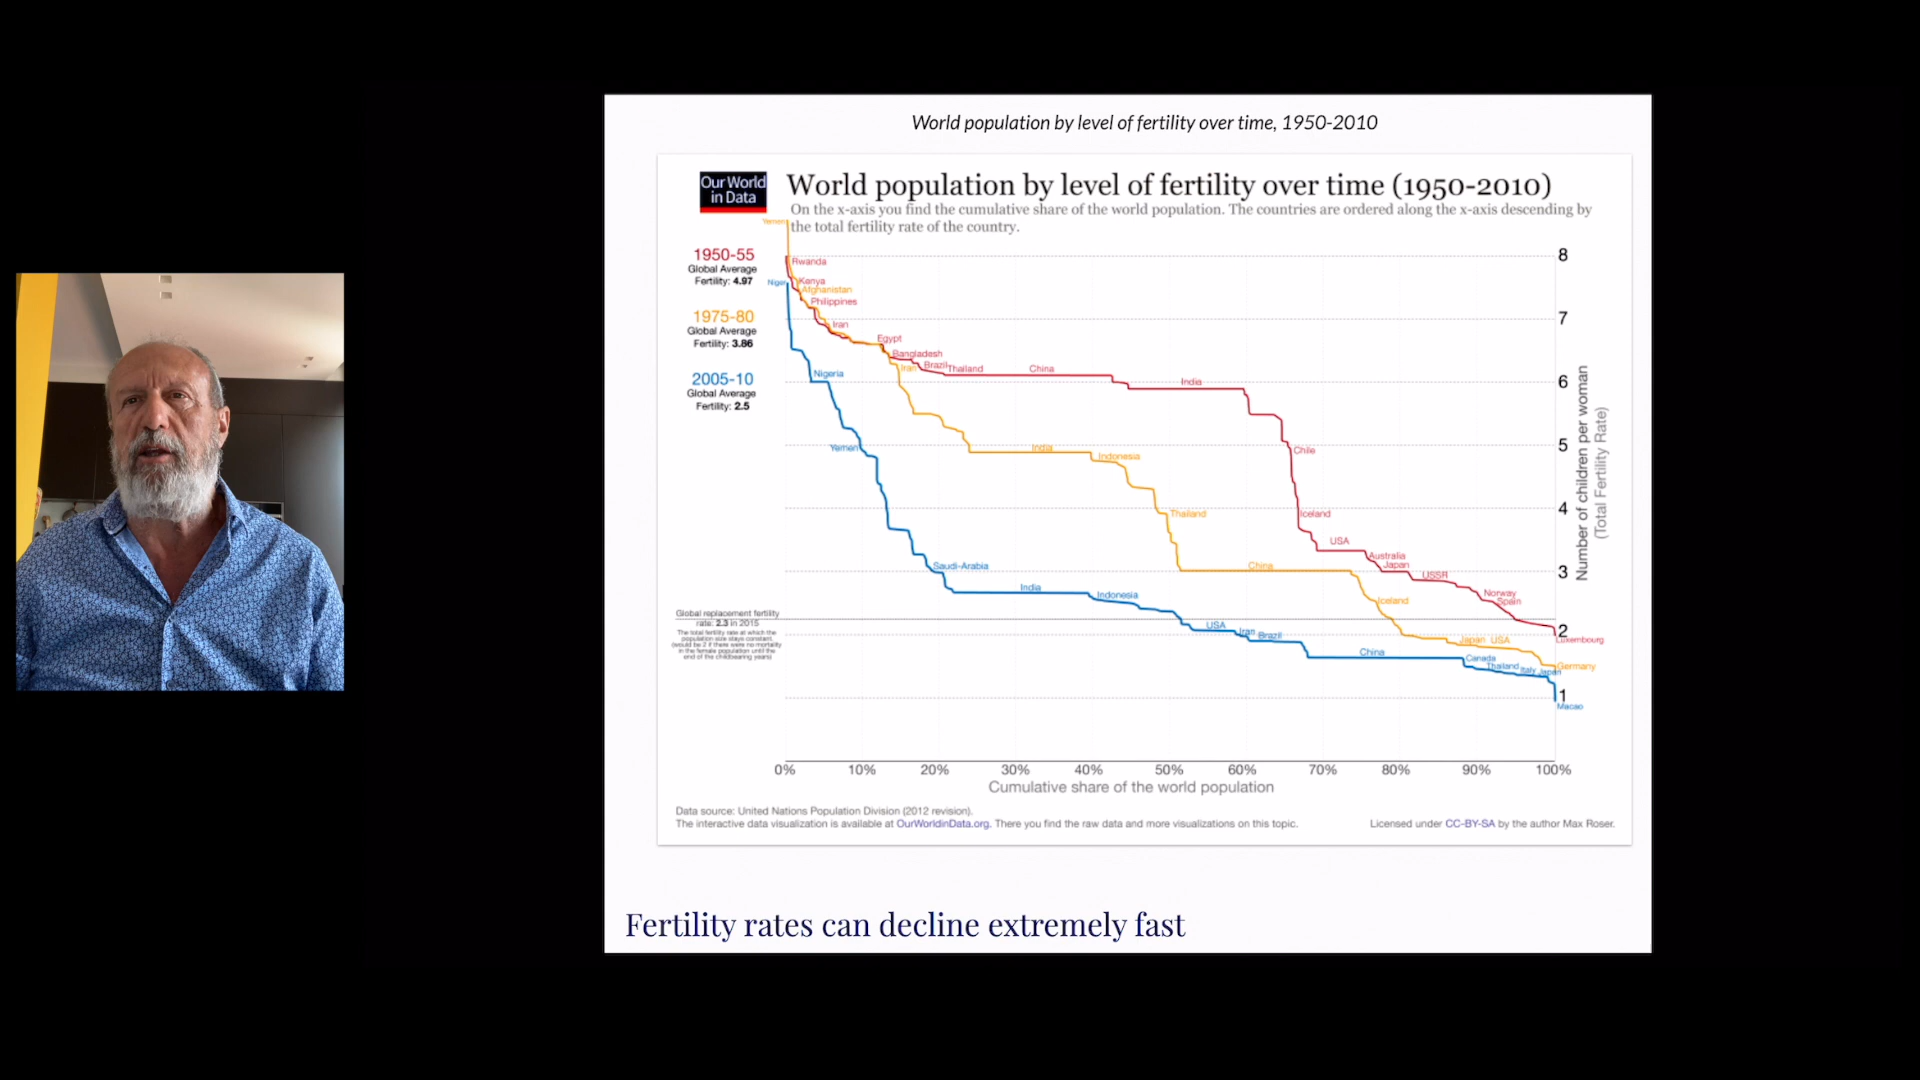 World population by level of fertility over time, 1950-2010
Our World
in Data
World population by level of fertility over time (1950-2010)
On the x-axis you find the cumulative share of the world population. The countries are ordered along the x-axis descending by
the total fertility rate of the country.
Yemen
1950-55
Global Average
Fertility: 4.97
1975-80
Global Average
Fertility: 3.86
2005-10
Global Average
Fertility: 2.5
Niger
Rwanda
Kenya
Afghanistan
Philippines
Iran
Egypt
Bangladesh
Brazil
Thailand
China
India
Chile
Iceland
USA
Australia
Japan
USSR
Norway
Spain
Luxembourg
Iran
India
Indonesia
Thailand
China
Iceland
Japan
USA
Germany
Nigeria
Yemen
Saudi-Arabia
India
Indonesia
USA
Iran
Brazil
China
Canada
Thailand
Italy
Japan
Macao
8
7
6
5
4
3
2
1
Number of children per woman
(Total Fertility Rate)
Global replacement fertility
rate: 2.3 in 2015
The total fertility rate at which the
population size stays constant.
(would be 2 if there were no mortality
in the female population until the
end of the childbearing years)
0% 10% 20% 30% 40% 50% 60% 70% 80% 90% 100%
Cumulative share of the world population
Data source: United Nations Population Division (2012 revision).
The interactive data visualization is available at OurWorldinData.org. There you find the raw data and more visualizations on this topic.
Licensed under CC-BY-SA by the author Max Roser.
Fertility rates can decline extremely fast